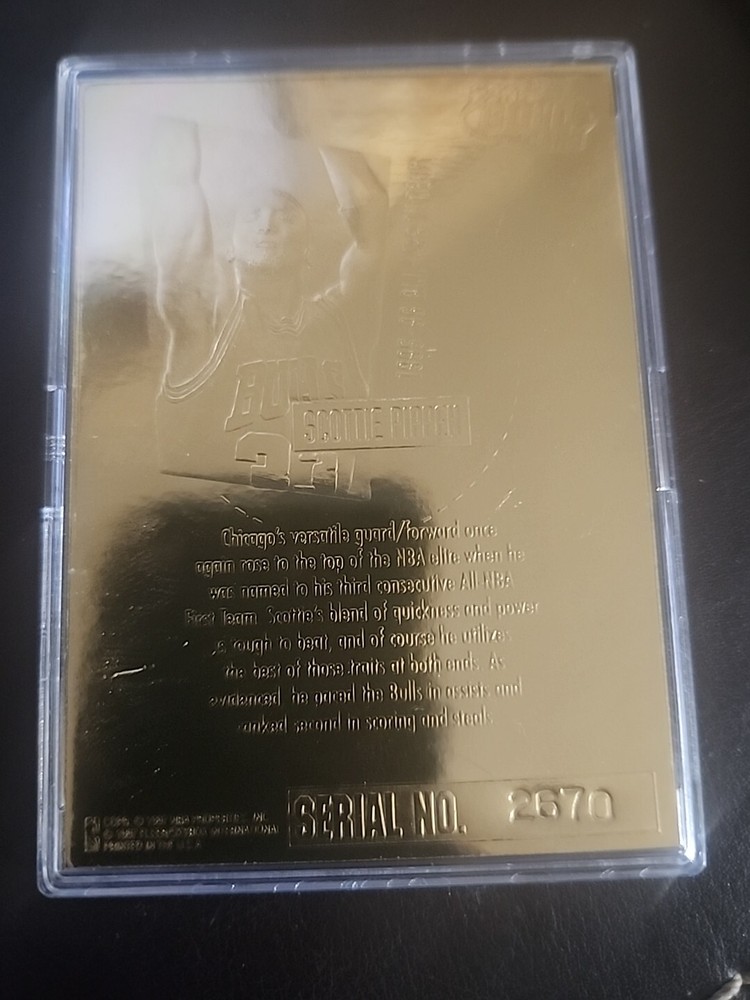 BULLS
SCOTTIE PIPPEN
Chicago's versatile guard/forward once
again rose to the top of the NBA elite when he
was named to his third consecutive All-NBA
First Team. Scottie's blend of quickness and power
is tough to beat, and of course he utilizes
the best of those traits at both ends. As
evidenced, he paced the Bulls in assists and
ranked second in scoring and steals.
SERIAL NO. 2670
PRINTED IN THE U.S.A.